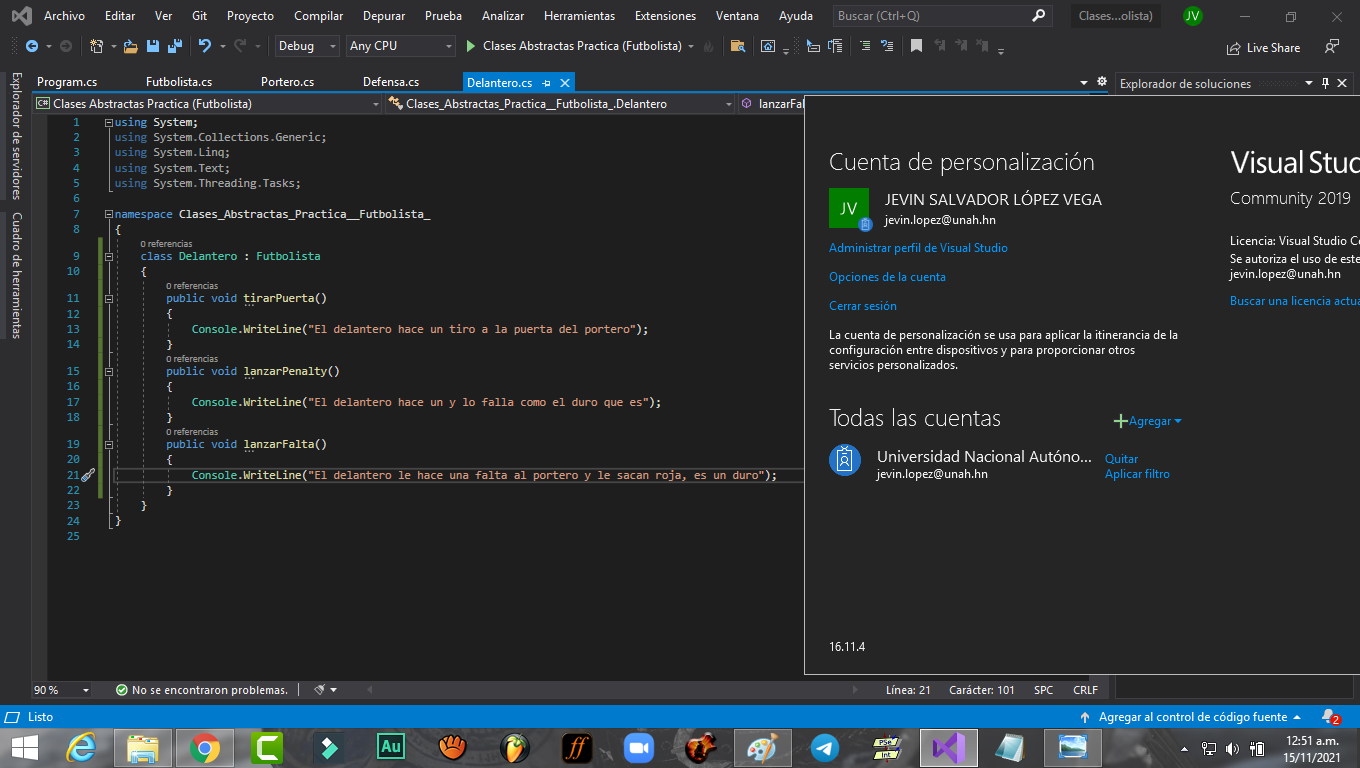 Archivo Editar Ver Git Proyecto Compilar Depurar Prueba Analizar Herramientas Extensiones Ventana Ayuda Buscar (Ctrl+Q) Clases...olista) JV
Debug Any CPU Clases Abstractas Practica (Futbolista) Live Share
Explorador de servidores
Cuadro de herramientas
Program.cs Futbolista.cs Portero.cs Defensa.cs Delantero.cs Explorador de soluciones
C# Clases Abstractas Practica (Futbolista) Clases_Abstractas_Practica__Futbolista_.Delantero lanzarFal
1 using System;
2 using System.Collections.Generic;
3 using System.Linq;
4 using System.Text;
5 using System.Threading.Tasks;
6
7 namespace Clases_Abstractas_Practica__Futbolista_
8 {
0 referencias
9 class Delantero : Futbolista
10 {
0 referencias
11 public void tirarPuerta()
12 {
13 Console.WriteLine("El delantero hace un tiro a la puerta del portero");
14 }
0 referencias
15 public void lanzarPenalty()
16 {
17 Console.WriteLine("El delantero hace un y lo falla como el duro que es");
18 }
0 referencias
19 public void lanzarFalta()
20 {
21 Console.WriteLine("El delantero le hace una falta al portero y le sacan roja, es un duro");
22 }
23 }
24 }
25
Cuenta de personalización
JV
JEVIN SALVADOR LÓPEZ VEGA
jevin.lopez@unah.hn
Administrar perfil de Visual Studio
Opciones de la cuenta
Cerrar sesión
La cuenta de personalización se usa para aplicar la itinerancia de la
configuración entre dispositivos y para proporcionar otros
servicios personalizados.
Todas las cuentas Agregar
Universidad Nacional Autóno... Quitar
jevin.lopez@unah.hn Aplicar filtro
16.11.4
Visual Studi
Community 2019
Licencia: Visual Studio Co
Se autoriza el uso de este
jevin.lopez@unah.hn
Buscar una licencia actua
90 % No se encontraron problemas. Línea: 21 Carácter: 101 SPC CRLF
Listo Agregar al control de código fuente 2
Au ff PSe Int 12:51 a.m.
15/11/2021